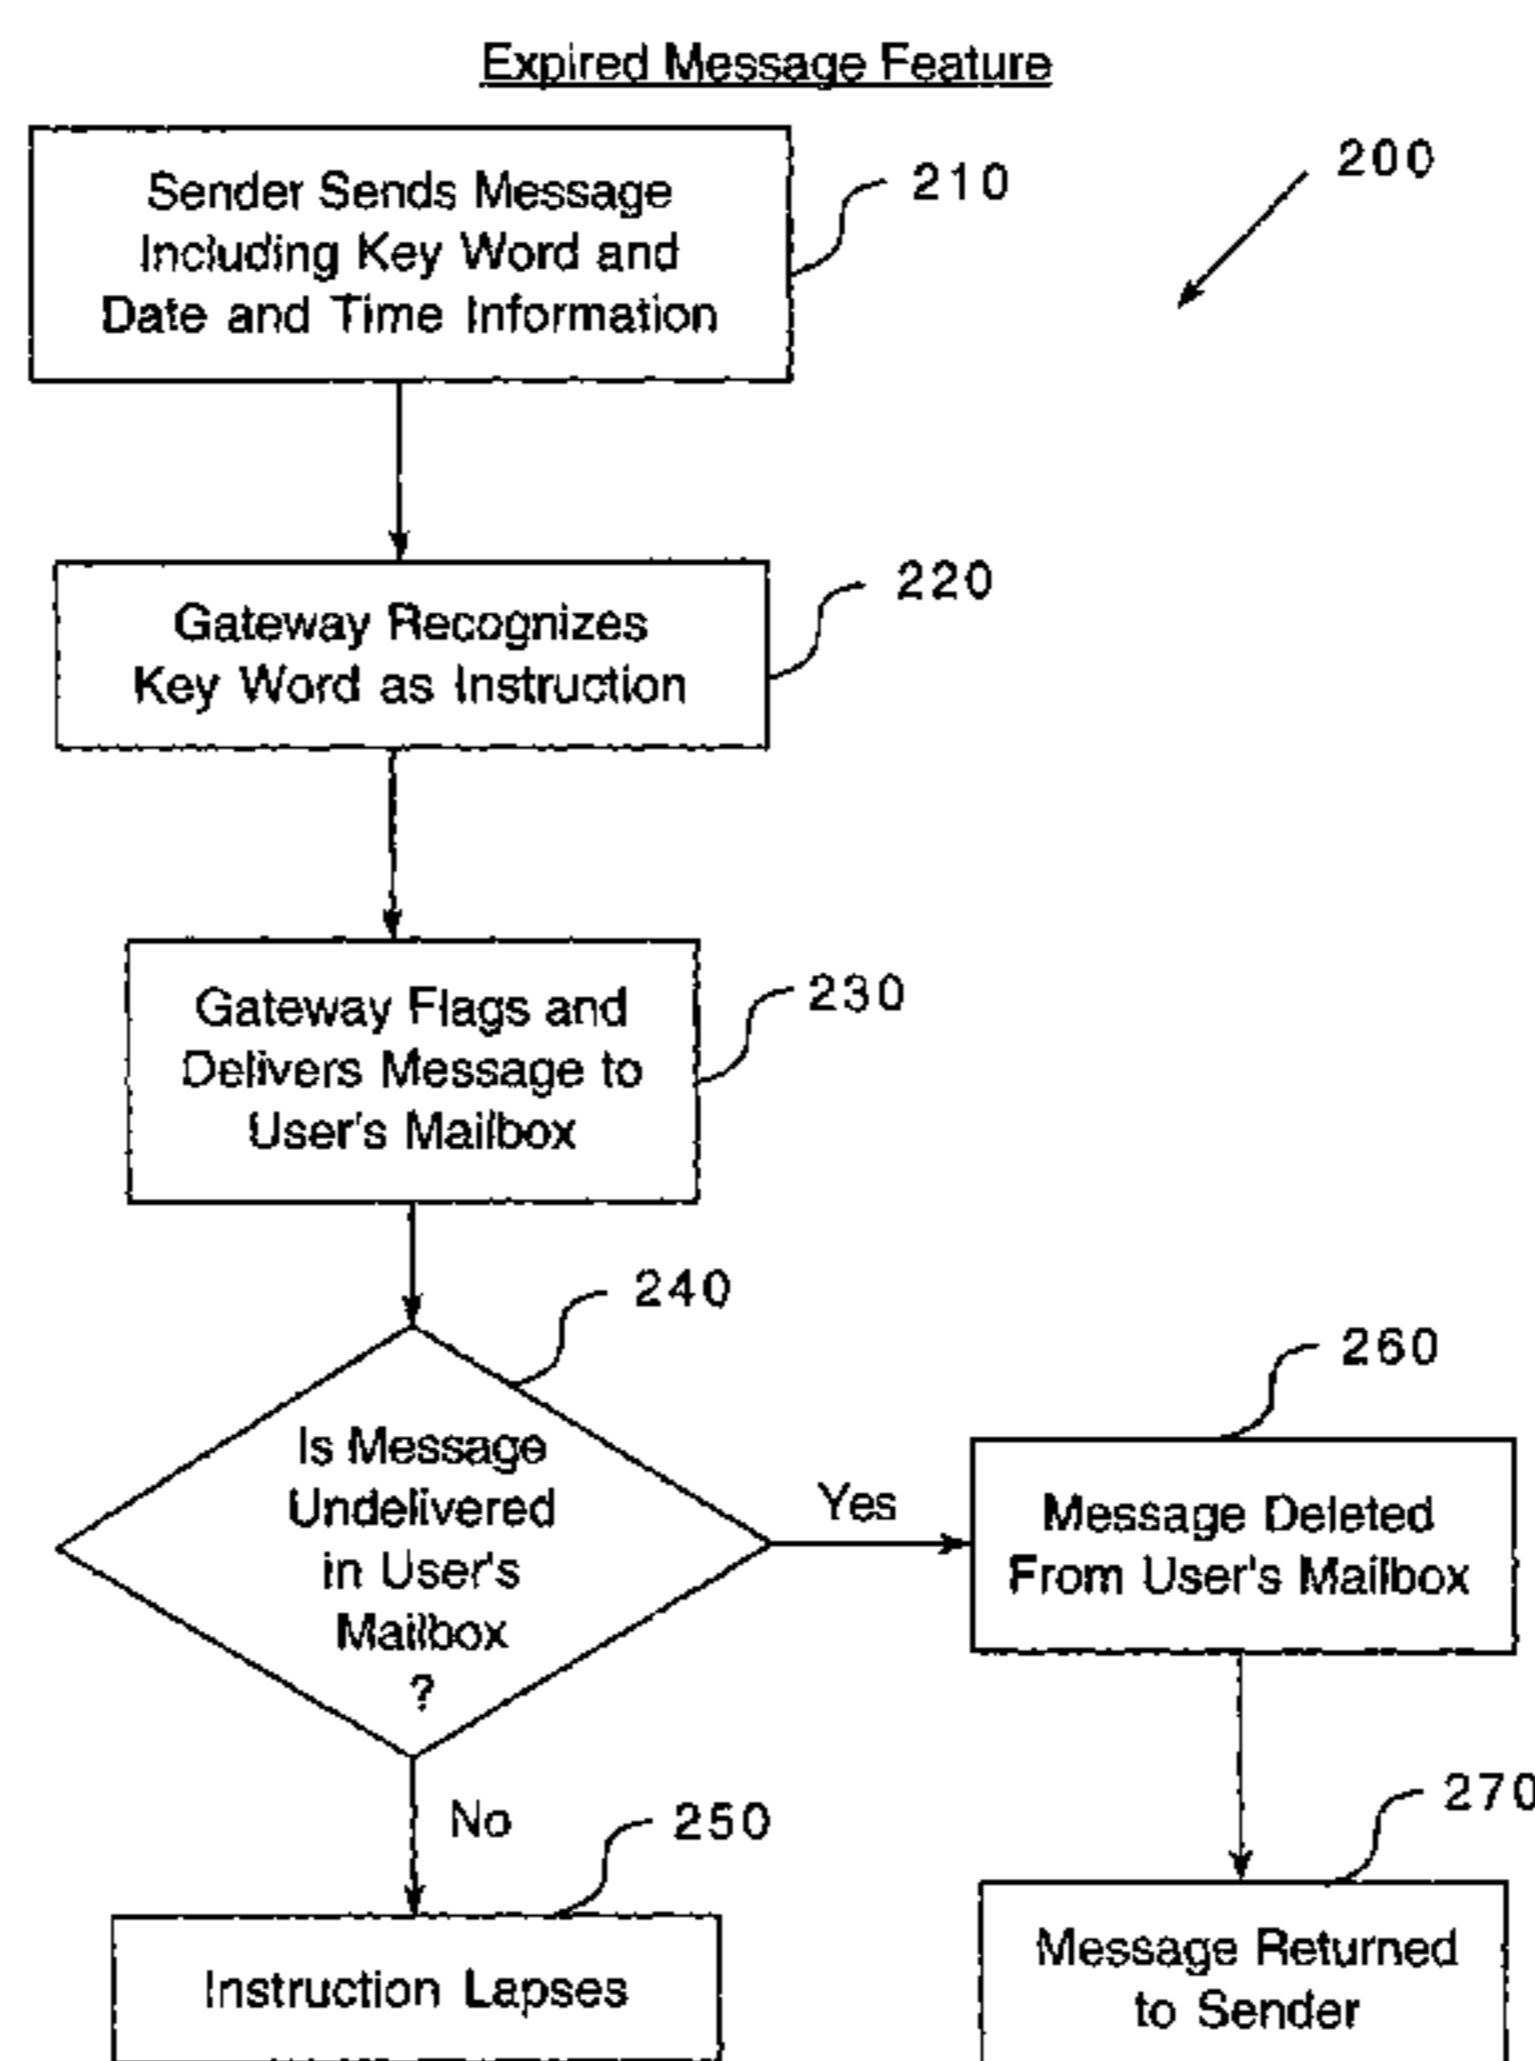 Expired Message Feature
200
Sender Sends Message
Including Key Word and
Date and Time Information
210
Gateway Recognizes
Key Word as Instruction
220
Gateway Flags and
Delivers Message to
User's Mailbox
230
240
Is Message
Undelivered
in User's
Mailbox
?
Yes
260
Message Deleted
From User's Mailbox
No
250
Instruction Lapses
270
Message Returned
to Sender